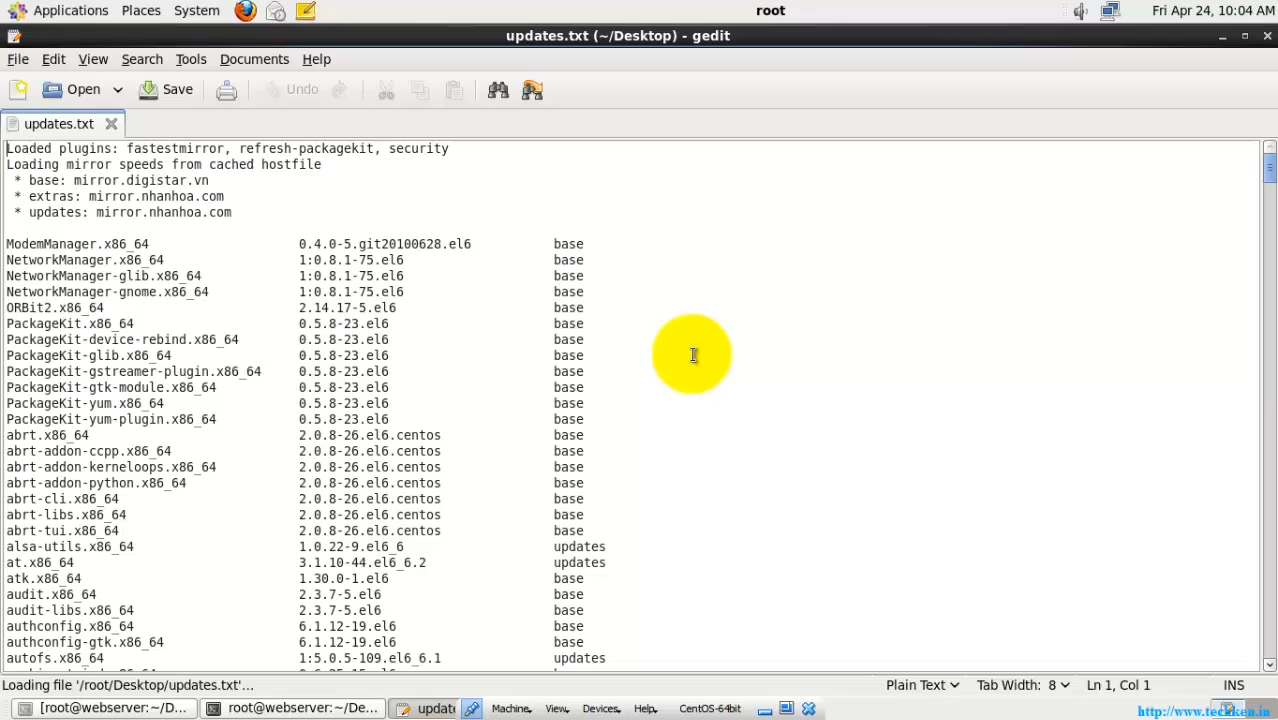 Applications Places System root Fri Apr 24, 10:04 AM
updates.txt (~/Desktop) - gedit
File Edit View Search Tools Documents Help
Open Save Undo
updates.txt
Loaded plugins: fastestmirror, refresh-packagekit, security
Loading mirror speeds from cached hostfile
* base: mirror.digistar.vn
* extras: mirror.nhanhoa.com
* updates: mirror.nhanhoa.com
ModemManager.x86_64 0.4.0-5.git20100628.el6 base
NetworkManager.x86_64 1:0.8.1-75.el6 base
NetworkManager-glib.x86_64 1:0.8.1-75.el6 base
NetworkManager-gnome.x86_64 1:0.8.1-75.el6 base
ORBit2.x86_64 2.14.17-5.el6 base
PackageKit.x86_64 0.5.8-23.el6 base
PackageKit-device-rebind.x86_64 0.5.8-23.el6 base
PackageKit-glib.x86_64 0.5.8-23.el6 base
PackageKit-gstreamer-plugin.x86_64 0.5.8-23.el6 base
PackageKit-gtk-module.x86_64 0.5.8-23.el6 base
PackageKit-yum.x86_64 0.5.8-23.el6 base
PackageKit-yum-plugin.x86_64 0.5.8-23.el6 base
abrt.x86_64 2.0.8-26.el6.centos base
abrt-addon-ccpp.x86_64 2.0.8-26.el6.centos base
abrt-addon-kerneloops.x86_64 2.0.8-26.el6.centos base
abrt-addon-python.x86_64 2.0.8-26.el6.centos base
abrt-cli.x86_64 2.0.8-26.el6.centos base
abrt-libs.x86_64 2.0.8-26.el6.centos base
abrt-tui.x86_64 2.0.8-26.el6.centos base
alsa-utils.x86_64 1.0.22-9.el6_6 updates
at.x86_64 3.1.10-44.el6_6.2 updates
atk.x86_64 1.30.0-1.el6 base
audit.x86_64 2.3.7-5.el6 base
audit-libs.x86_64 2.3.7-5.el6 base
authconfig.x86_64 6.1.12-19.el6 base
authconfig-gtk.x86_64 6.1.12-19.el6 base
autofs.x86_64 1:5.0.5-109.el6_6.1 updates
Loading file '/root/Desktop/updates.txt'... Plain Text Tab Width: 8 Ln 1, Col 1 INS
[root@webserver:~/D... root@webserver:~/De... update Machine View Devices Help CentOS-64bit
http://www.techken.in